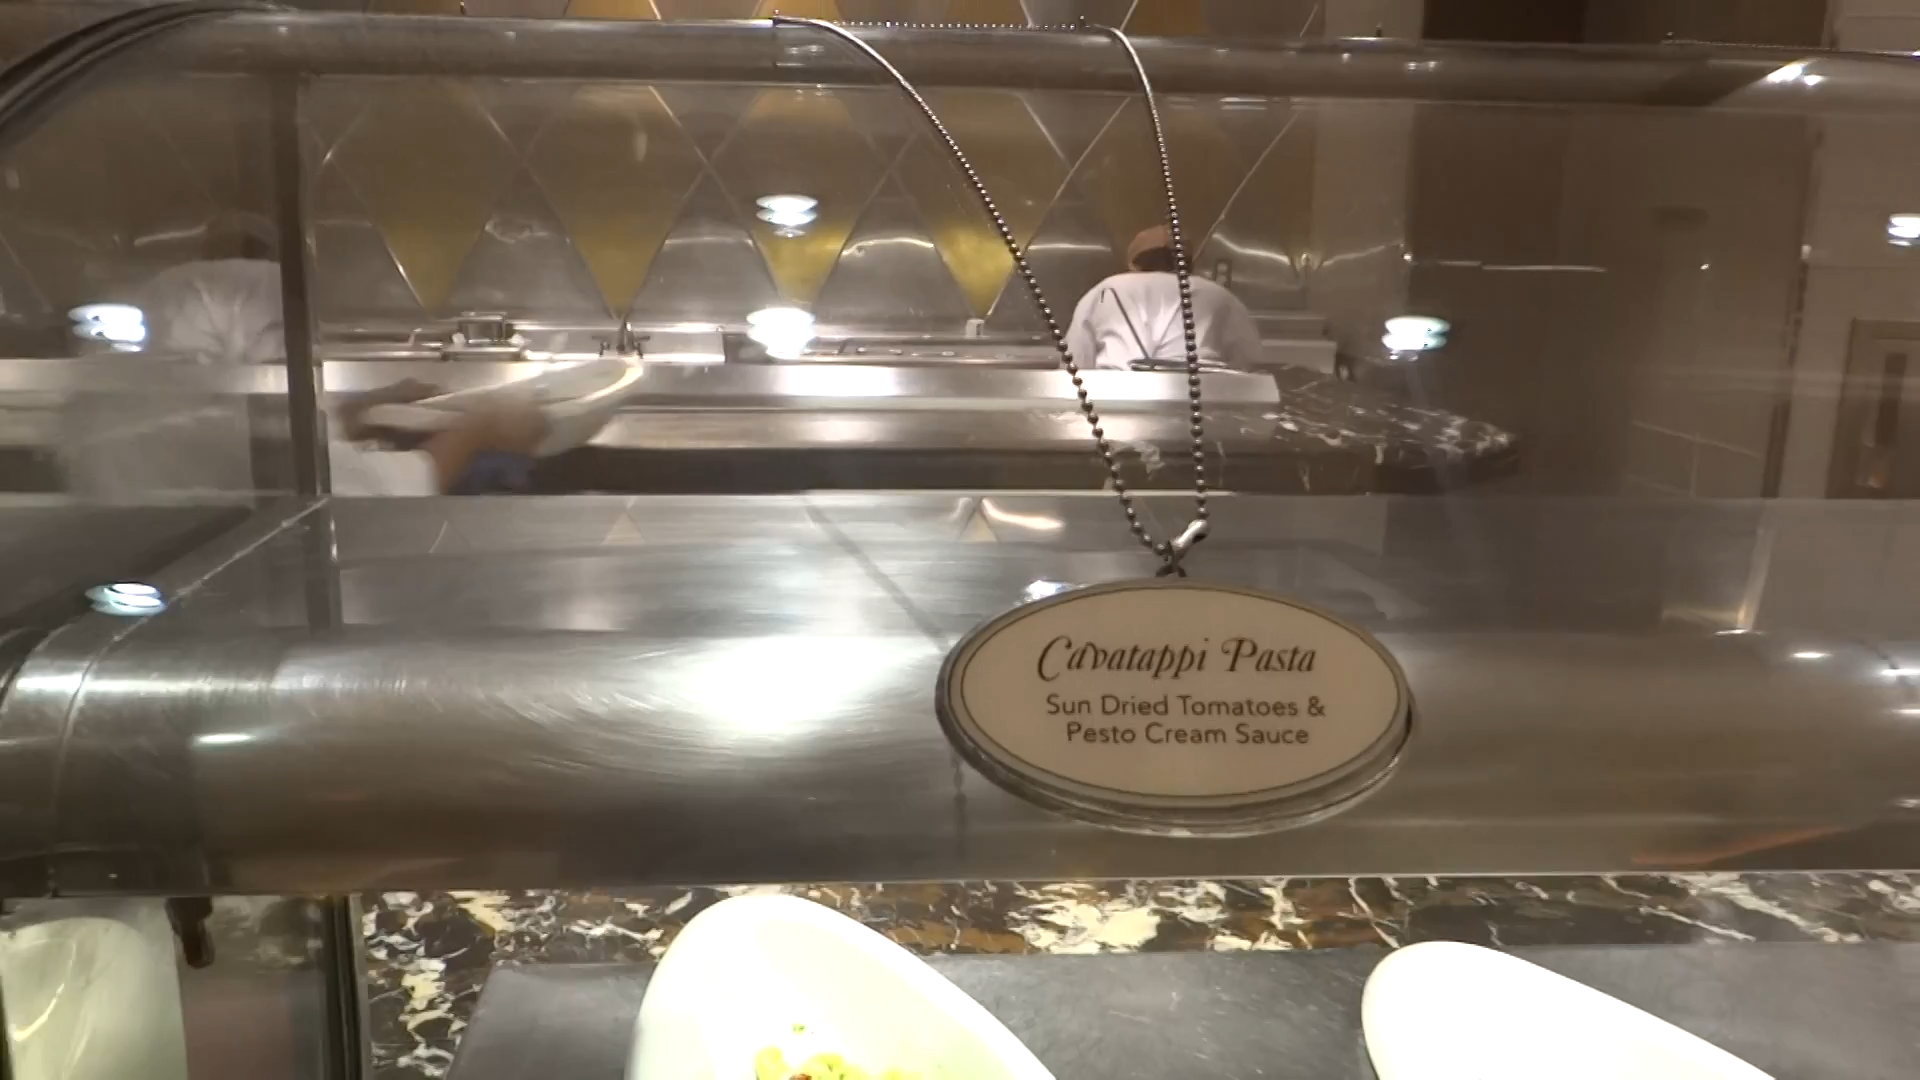 Cavatappi Pasta
Sun Dried Tomatoes &
Pesto Cream Sauce